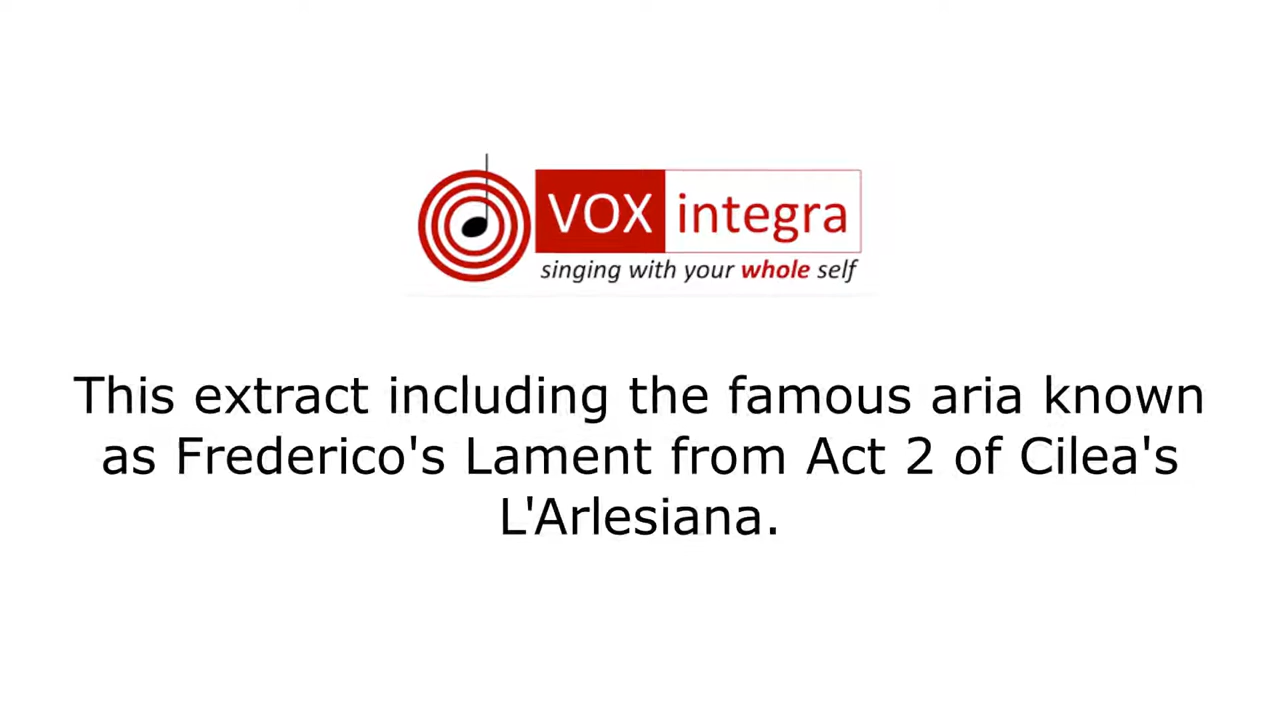 VOX integra
singing with your whole self
This extract including the famous aria known
as Frederico's Lament from Act 2 of Cilea's
L'Arlesiana.